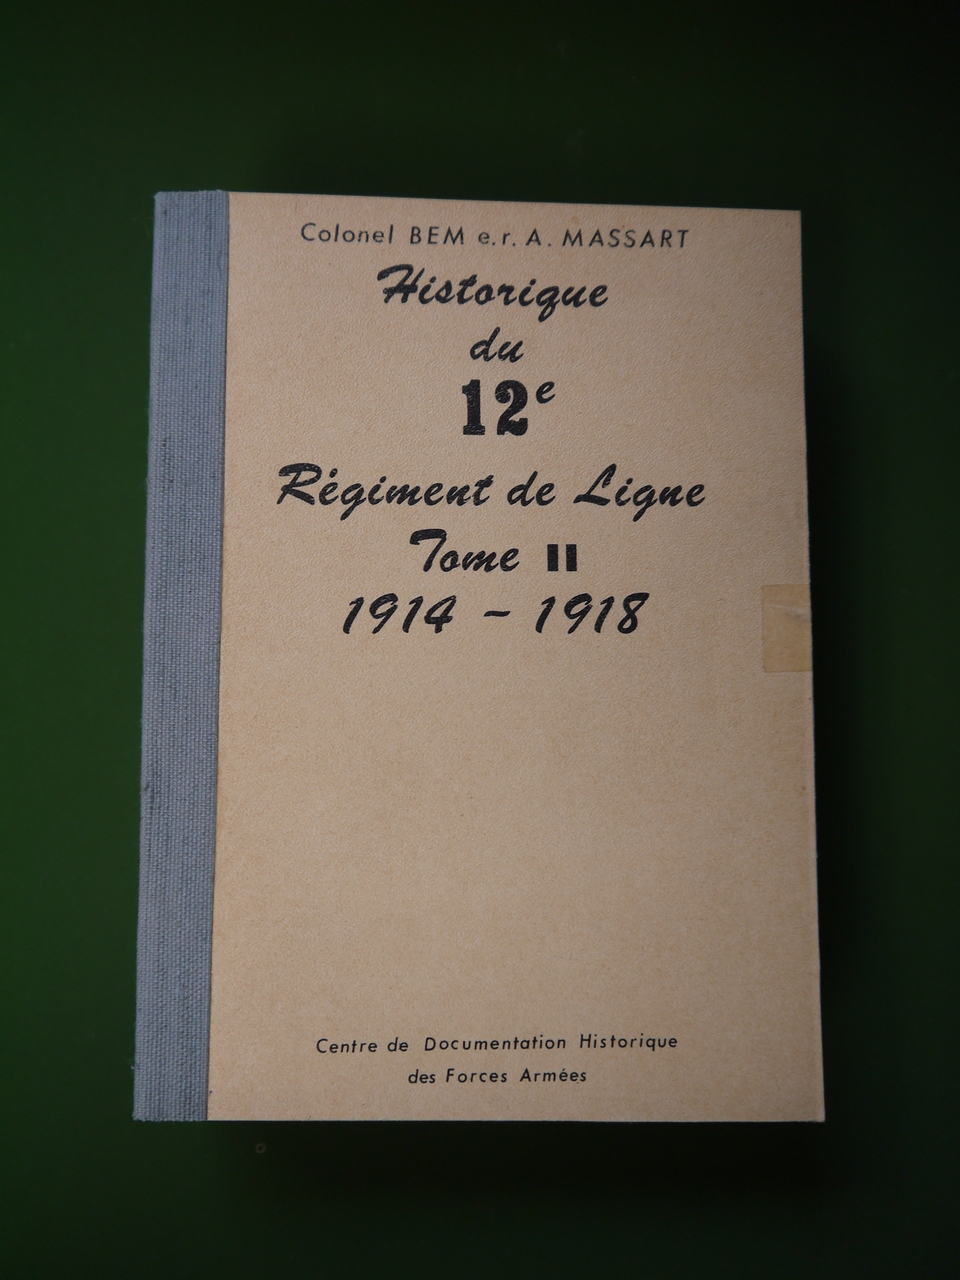 Colonel BEM e.r. A. MASSART
Historique
du
12e
Régiment de Ligne
Tome II
1914 - 1918
Centre de Documentation Historique
des Forces Armées